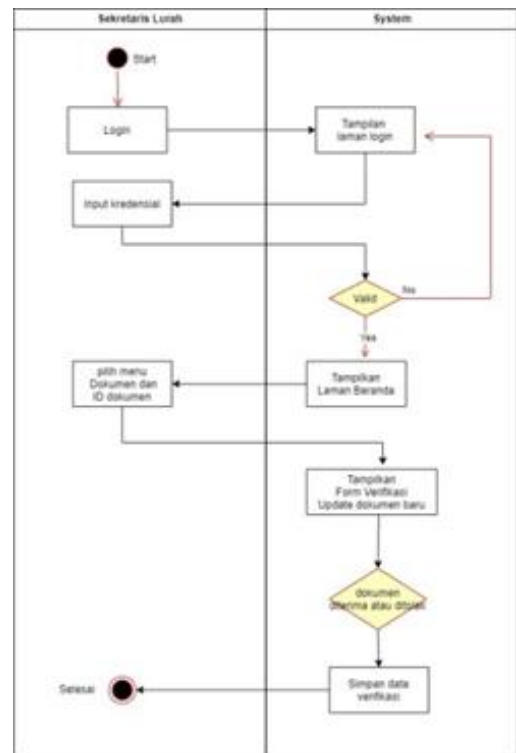 Sekretaris Lurah
System
Start
Login
Tampilan
laman login
Input kredensial
Valid
No
Yes
pilih menu
Dokumen dan
ID dokumen
Tampilkan
Laman Beranda
Tampilkan
Form Verifikasi
Update dokumen baru
dokumen
diterima atau ditolak
Simpan data
verifikasi
Selesai